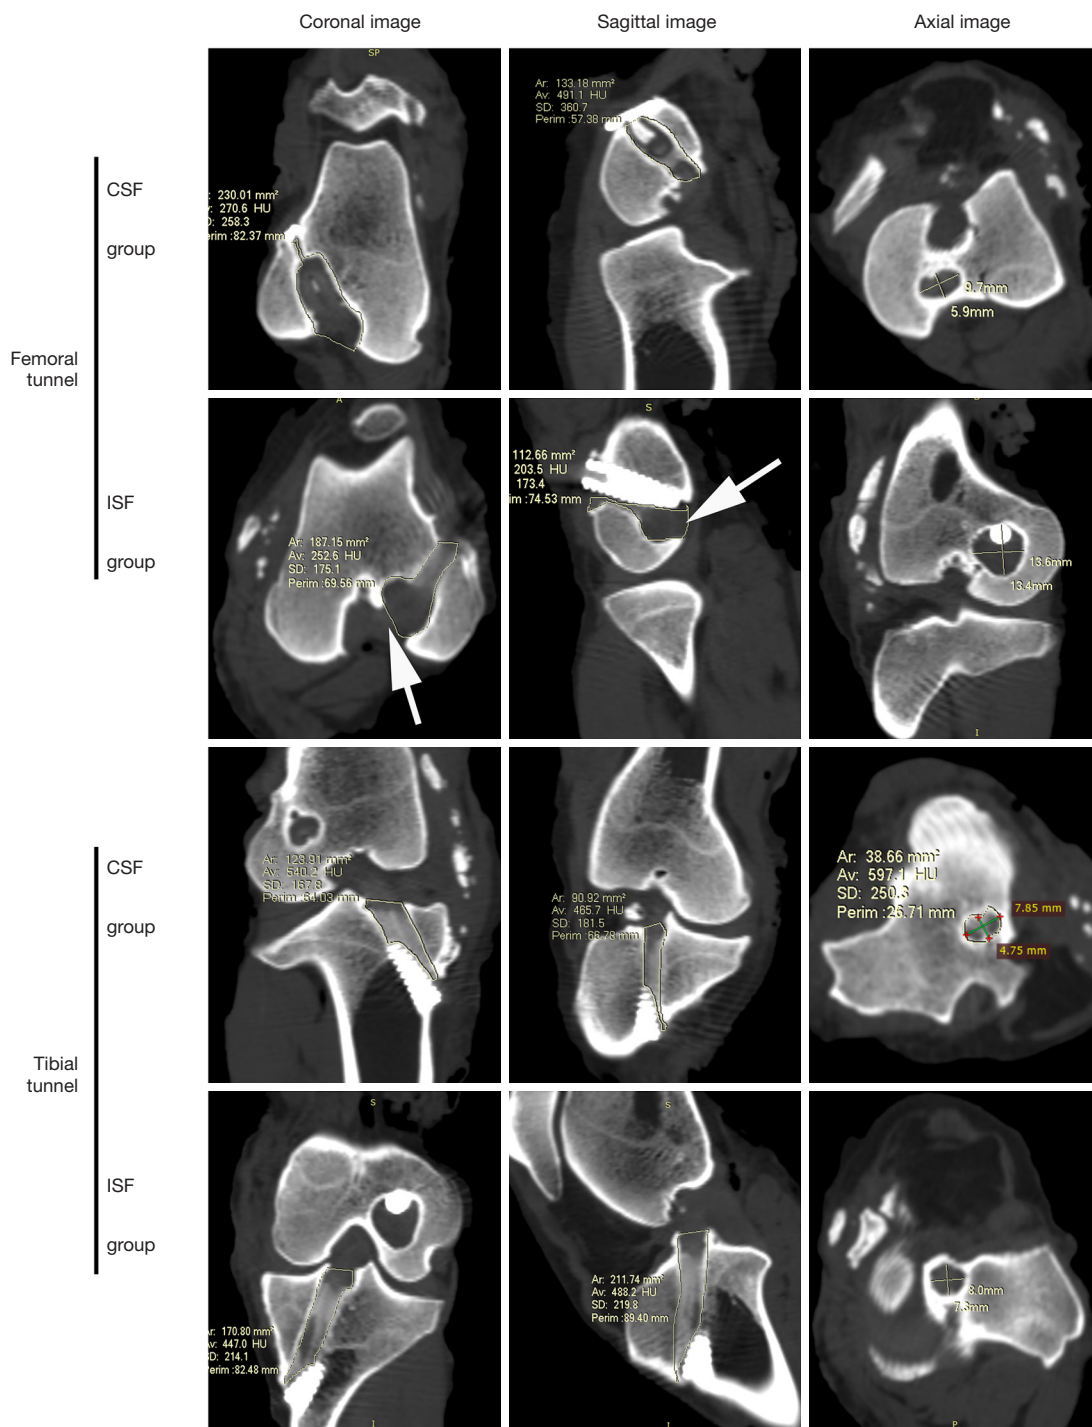 Coronal image
Sagittal image
Axial image
Femoral
tunnel
CSF
group
SP
: 230.01 mm²
: 270.6 HU
: 258.3
erim :82.37 mm
Ar: 133.18 mm²
Av: 491.1 HU
SD: 360.7
Perim :57.38 mm
9.7mm
5.9mm
ISF
group
A
Ar: 187.15 mm²
Av: 252.6 HU
SD: 175.1
Perim :69.56 mm
S
112.66 mm²
203.5 HU
173.4
im :74.53 mm
13.6mm
13.4mm
I
Tibial
tunnel
CSF
group
Ar: 123.91 mm²
Av: 540.2 HU
SD: 167.8
Perim :64.03 mm
Ar: 90.92 mm²
Av: 465.7 HU
SD: 181.5
Perim :66.78 mm
Ar: 38.66 mm²
Av: 597.1 HU
SD: 250.3
Perim :26.71 mm
7.85 mm
4.75 mm
ISF
group
S
Ar: 170.80 mm²
Av: 447.0 HU
SD: 214.1
Perim :82.48 mm
I
S
Ar: 211.74 mm²
Av: 488.2 HU
SD: 219.8
Perim :89.40 mm
I
8.0mm
7.3mm
P